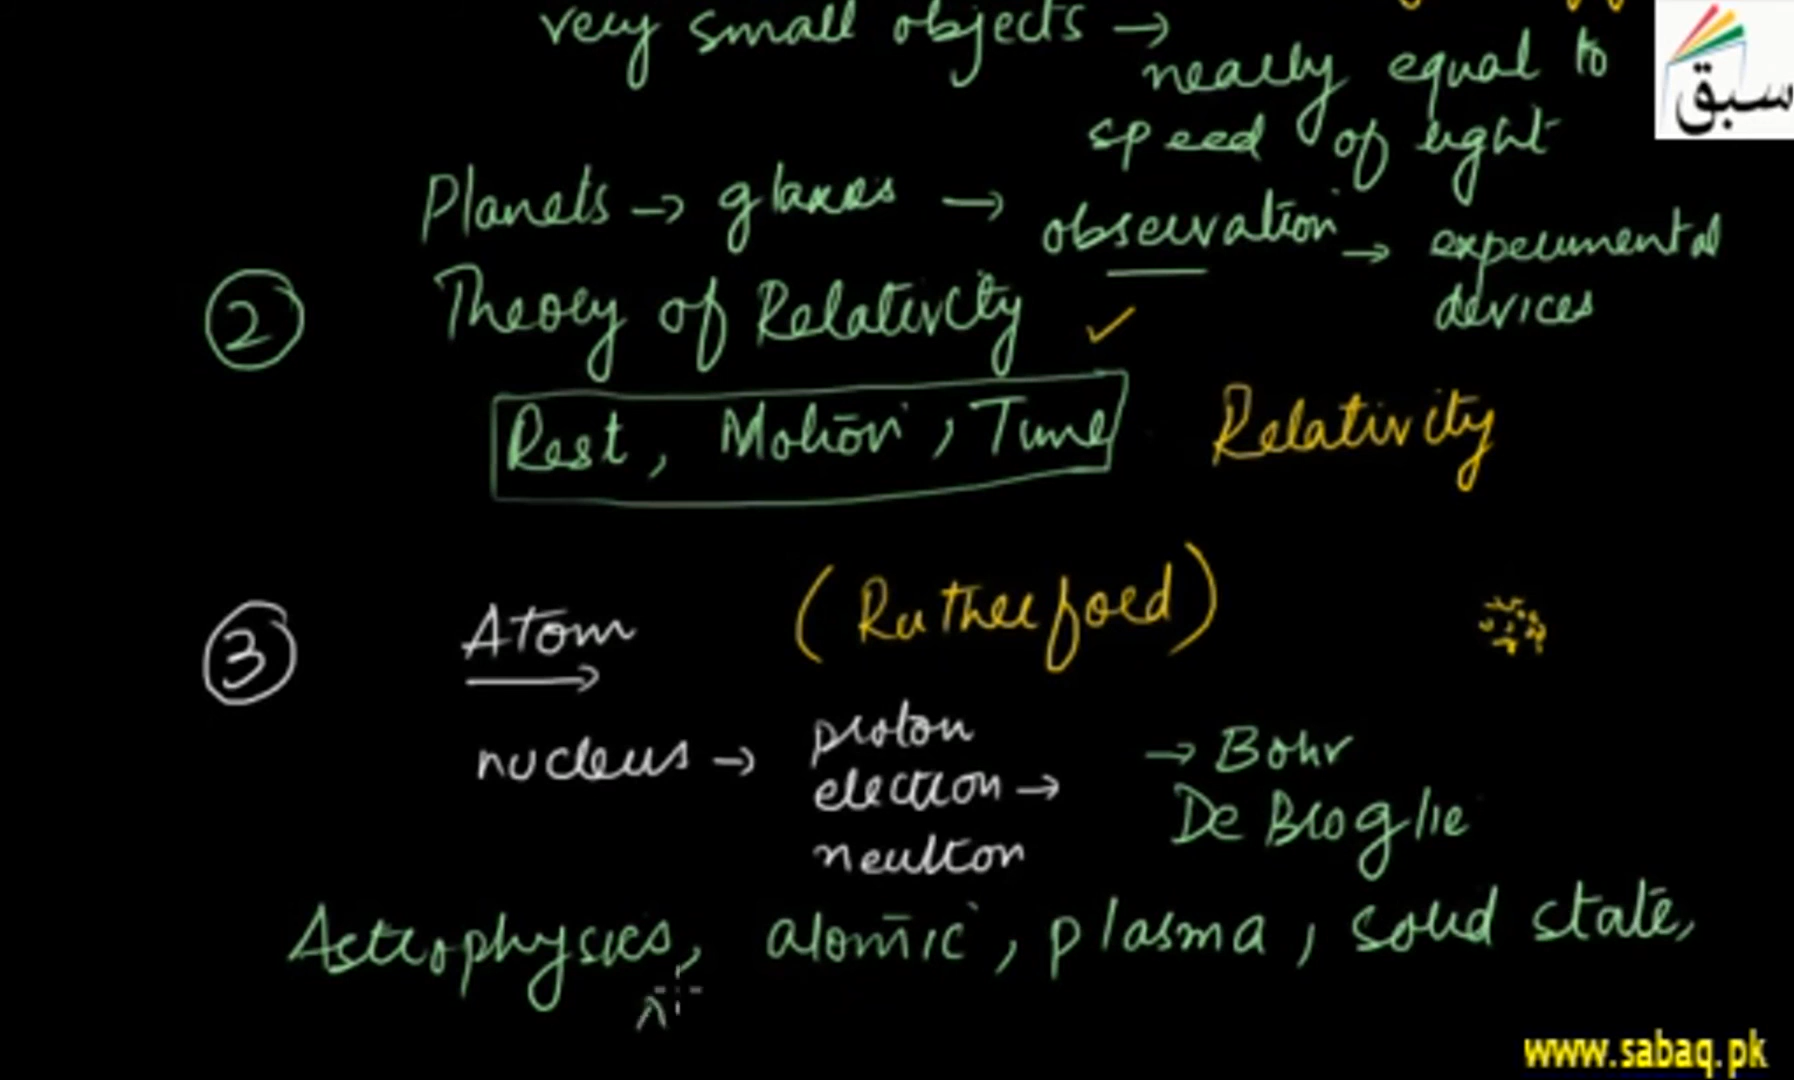 very small objects →
nearly equal to
speed of light
Planets → glaxes → observation → experimental
devices
② Theory of Relativity ✓
Rest, Motion, Time Relativity
③ Atom (Rutherford)
nucleus → proton
electron →
neutron
→ Bohr
De Broglie
Astrophysics, atomic, plasma, solid state,
سبق
www.sabaq.pk